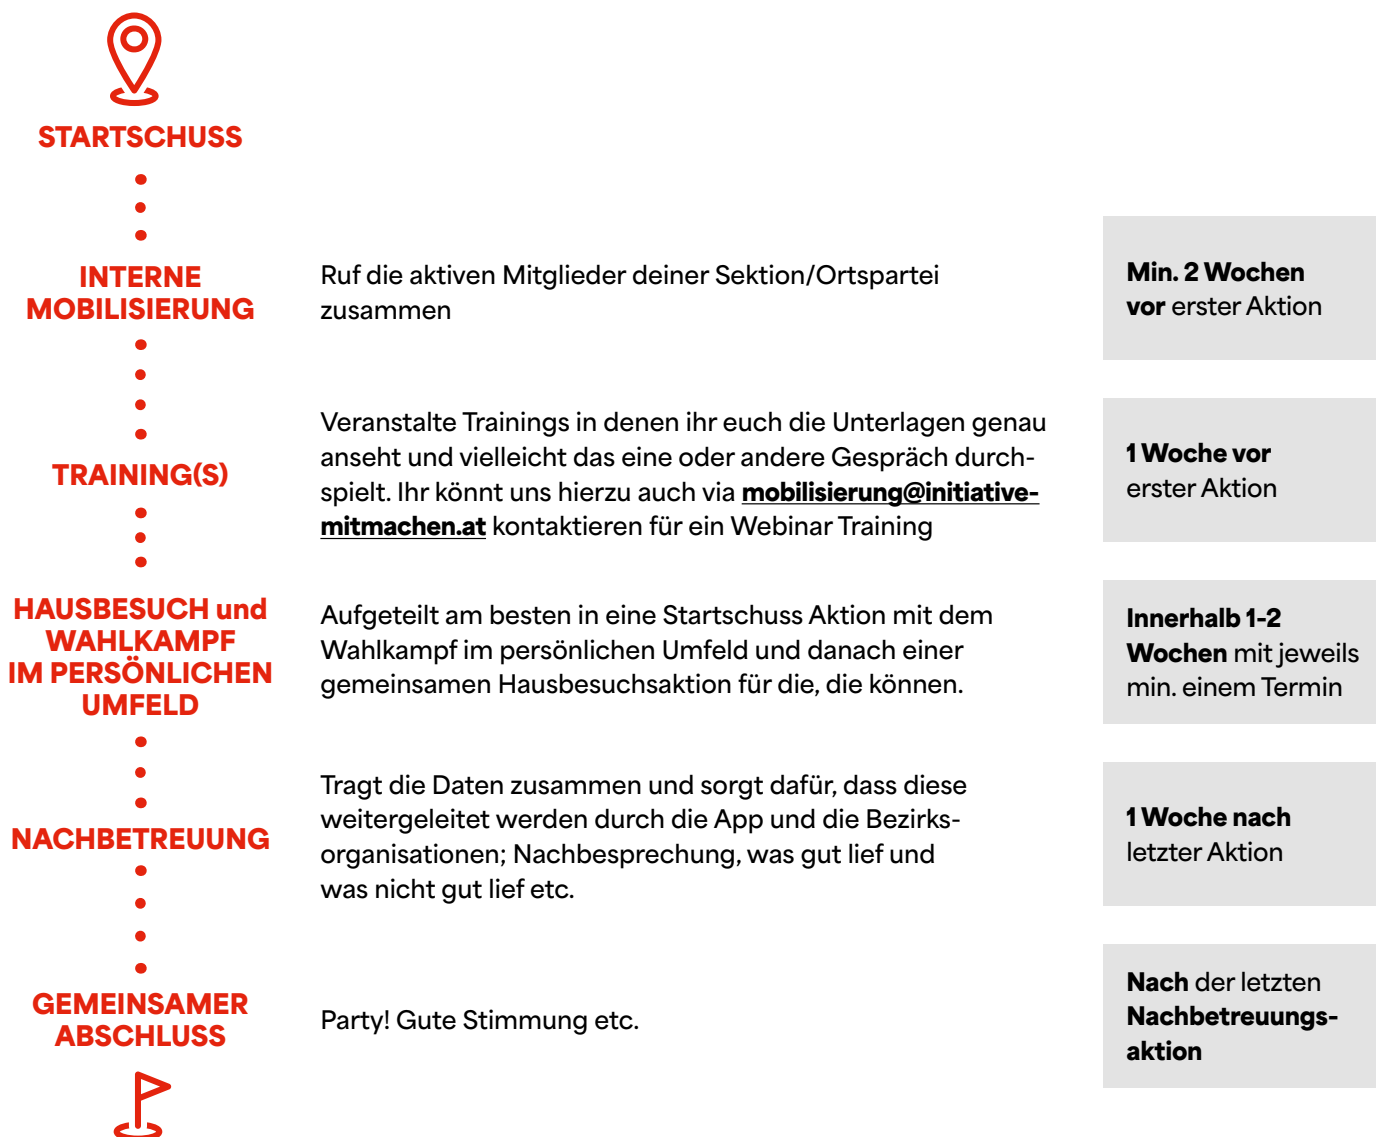 STARTSCHUSS
INTERNE
MOBILISIERUNG
Ruf die aktiven Mitglieder deiner Sektion/Ortspartei
zusammen
Min. 2 Wochen
vor erster Aktion
TRAINING(S)
Veranstalte Trainings in denen ihr euch die Unterlagen genau
anseht und vielleicht das eine oder andere Gespräch durch-
spielt. Ihr könnt uns hierzu auch via mobilisierung@initiative-
mitmachen.at kontaktieren für ein Webinar Training
1 Woche vor
erster Aktion
HAUSBESUCH und
WAHLKAMPF
IM PERSÖNLICHEN
UMFELD
Aufgeteilt am besten in eine Startschuss Aktion mit dem
Wahlkampf im persönlichen Umfeld und danach einer
gemeinsamen Hausbesuchsaktion für die, die können.
Innerhalb 1-2
Wochen mit jeweils
min. einem Termin
NACHBETREUUNG
Tragt die Daten zusammen und sorgt dafür, dass diese
weitergeleitet werden durch die App und die Bezirks-
organisationen; Nachbesprechung, was gut lief und
was nicht gut lief etc.
1 Woche nach
letzter Aktion
GEMEINSAMER
ABSCHLUSS
Party! Gute Stimmung etc.
Nach der letzten
Nachbetreuungs-
aktion